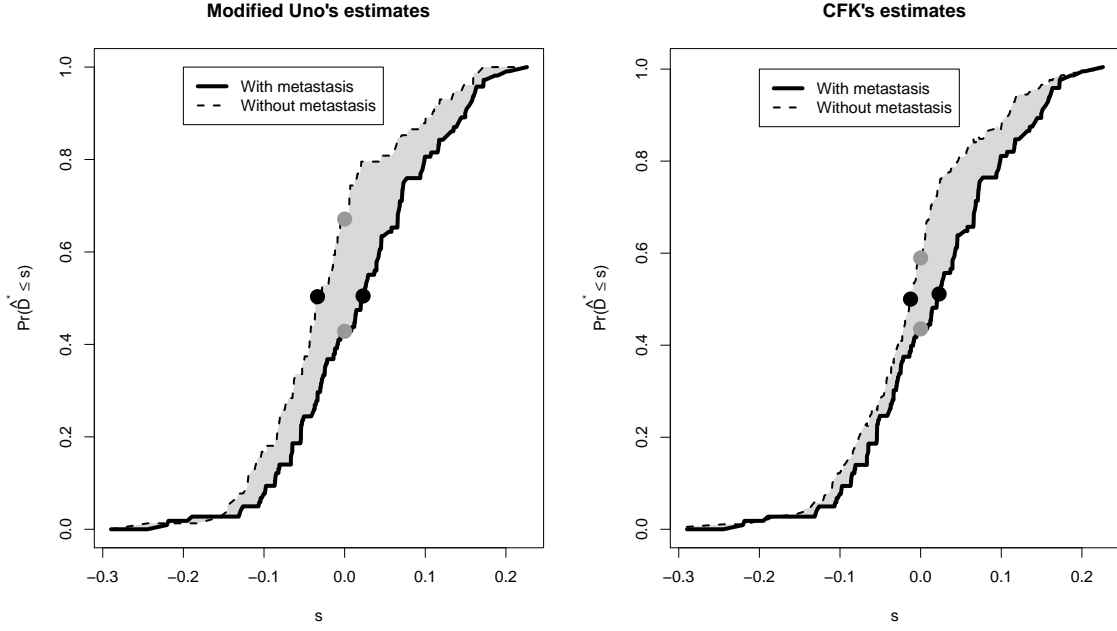 Modified Uno's estimates
With metastasis
Without metastasis
Pr(D̂* ≤ s)
0.0 0.2 0.4 0.6 0.8 1.0
−0.3 −0.2 −0.1 0.0 0.1 0.2
s
CFK's estimates
With metastasis
Without metastasis
Pr(D̂* ≤ s)
0.0 0.2 0.4 0.6 0.8 1.0
−0.3 −0.2 −0.1 0.0 0.1 0.2
s